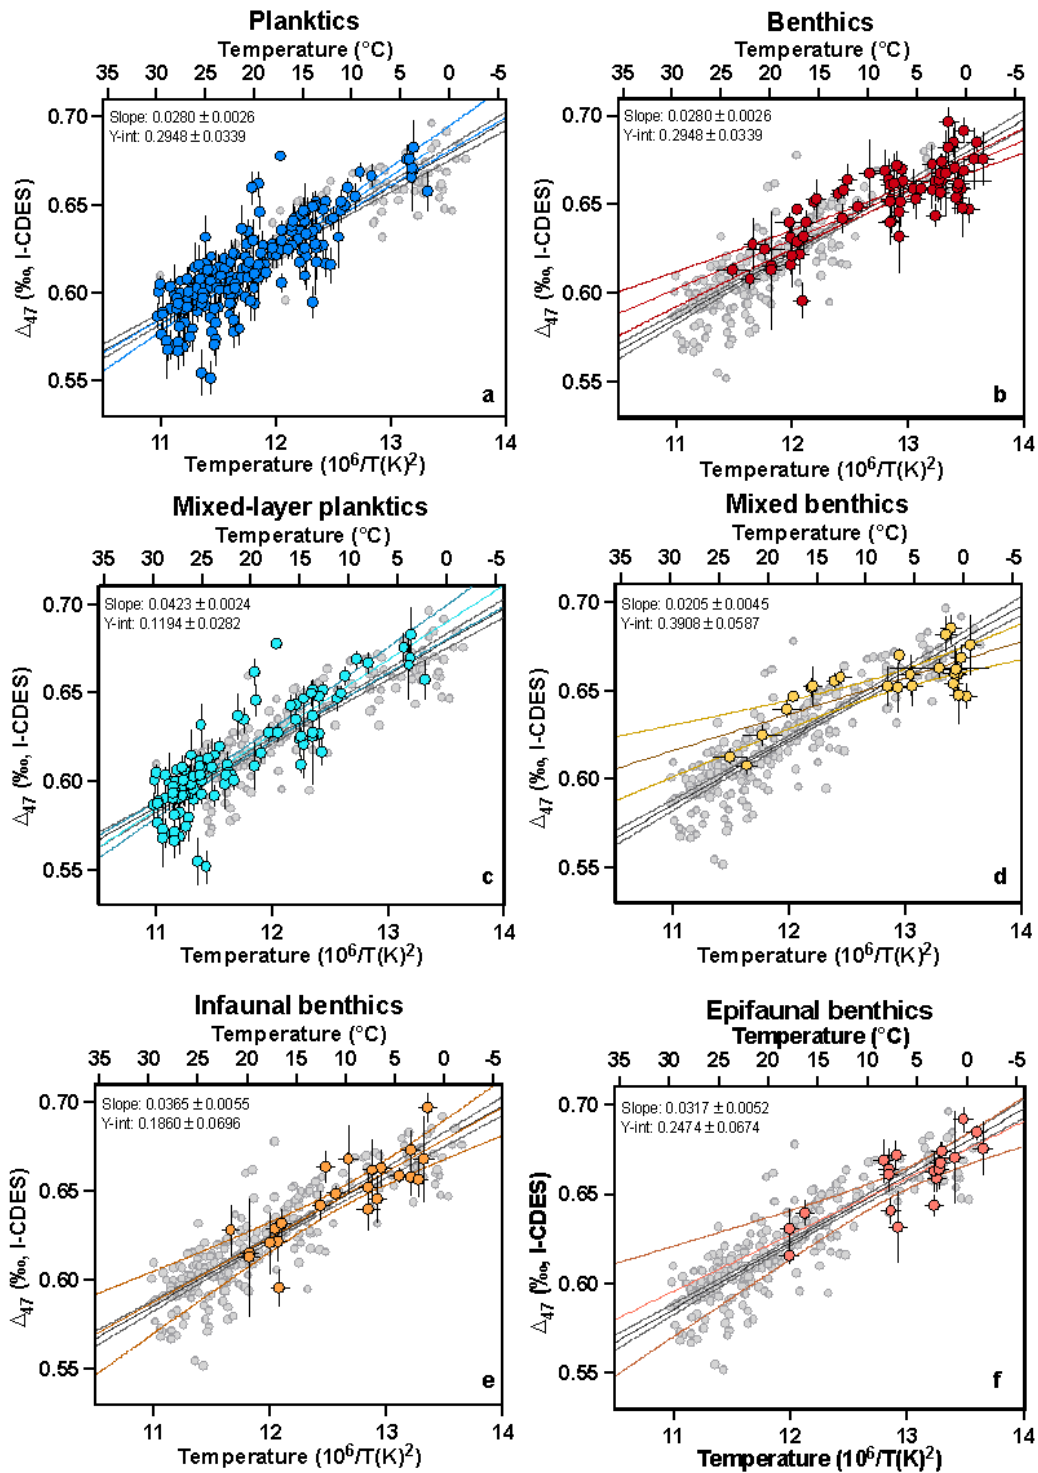 Planktics
Temperature (°C)
35 30 25 20 15 10 5 0 -5
Slope: 0.0280 ± 0.0026
Y-int: 0.2948 ± 0.0339
0.70
0.65
0.60
0.55
Δ47 (‰, I-CDES)
a
11 12 13 14
Temperature (10⁶/T(K)²)
Benthics
Temperature (°C)
35 30 25 20 15 10 5 0 -5
Slope: 0.0280 ± 0.0026
Y-int: 0.2948 ± 0.0339
0.70
0.65
0.60
0.55
Δ47 (‰, I-CDES)
b
11 12 13 14
Temperature (10⁶/T(K)²)
Mixed-layer planktics
Temperature (°C)
35 30 25 20 15 10 5 0 -5
Slope: 0.0423 ± 0.0024
Y-int: 0.1194 ± 0.0282
0.70
0.65
0.60
0.55
Δ47 (‰, I-CDES)
c
11 12 13 14
Temperature (10⁶/T(K)²)
Mixed benthics
Temperature (°C)
35 30 25 20 15 10 5 0 -5
Slope: 0.0205 ± 0.0045
Y-int: 0.3908 ± 0.0587
0.70
0.65
0.60
0.55
Δ47 (‰, I-CDES)
d
11 12 13 14
Temperature (10⁶/T(K)²)
Infaunal benthics
Temperature (°C)
35 30 25 20 15 10 5 0 -5
Slope: 0.0365 ± 0.0055
Y-int: 0.1860 ± 0.0696
0.70
0.65
0.60
0.55
Δ47 (‰, I-CDES)
e
11 12 13 14
Temperature (10⁶/T(K)²)
Epifaunal benthics
Temperature (°C)
35 30 25 20 15 10 5 0 -5
Slope: 0.0317 ± 0.0052
Y-int: 0.2474 ± 0.0674
0.70
0.65
0.60
0.55
Δ47 (‰, I-CDES)
f
11 12 13 14
Temperature (10⁶/T(K)²)